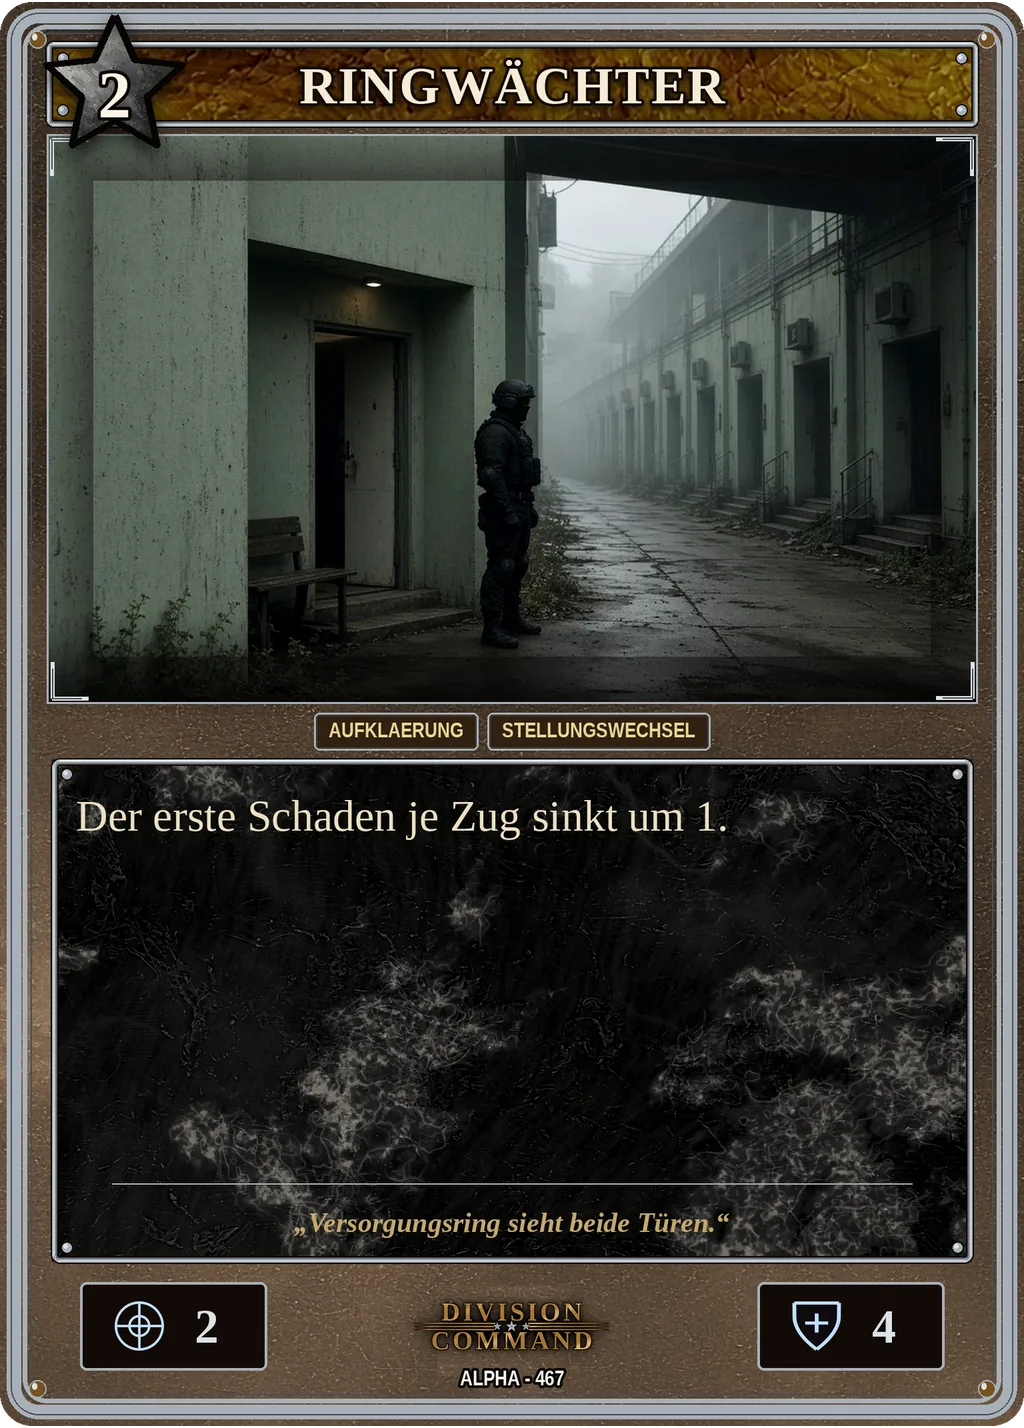 2
RINGWÄCHTER
AUFKLAERUNG STELLUNGSWECHSEL
Der erste Schaden je Zug sinkt um 1.
„Versorgungsring sieht beide Türen.“
2
DIVISION
COMMAND
4
ALPHA - 467